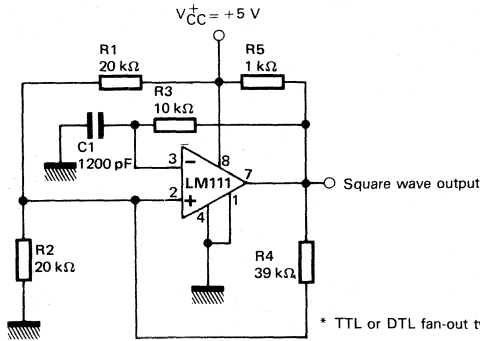 V⁺CC = +5 V
R1
20 kΩ
R5
1 kΩ
R3
10 kΩ
C1
1200 pF
3
−
8
LM111
7
2
+
4
1
Square wave output
R2
20 kΩ
R4
39 kΩ
* TTL or DTL fan-out